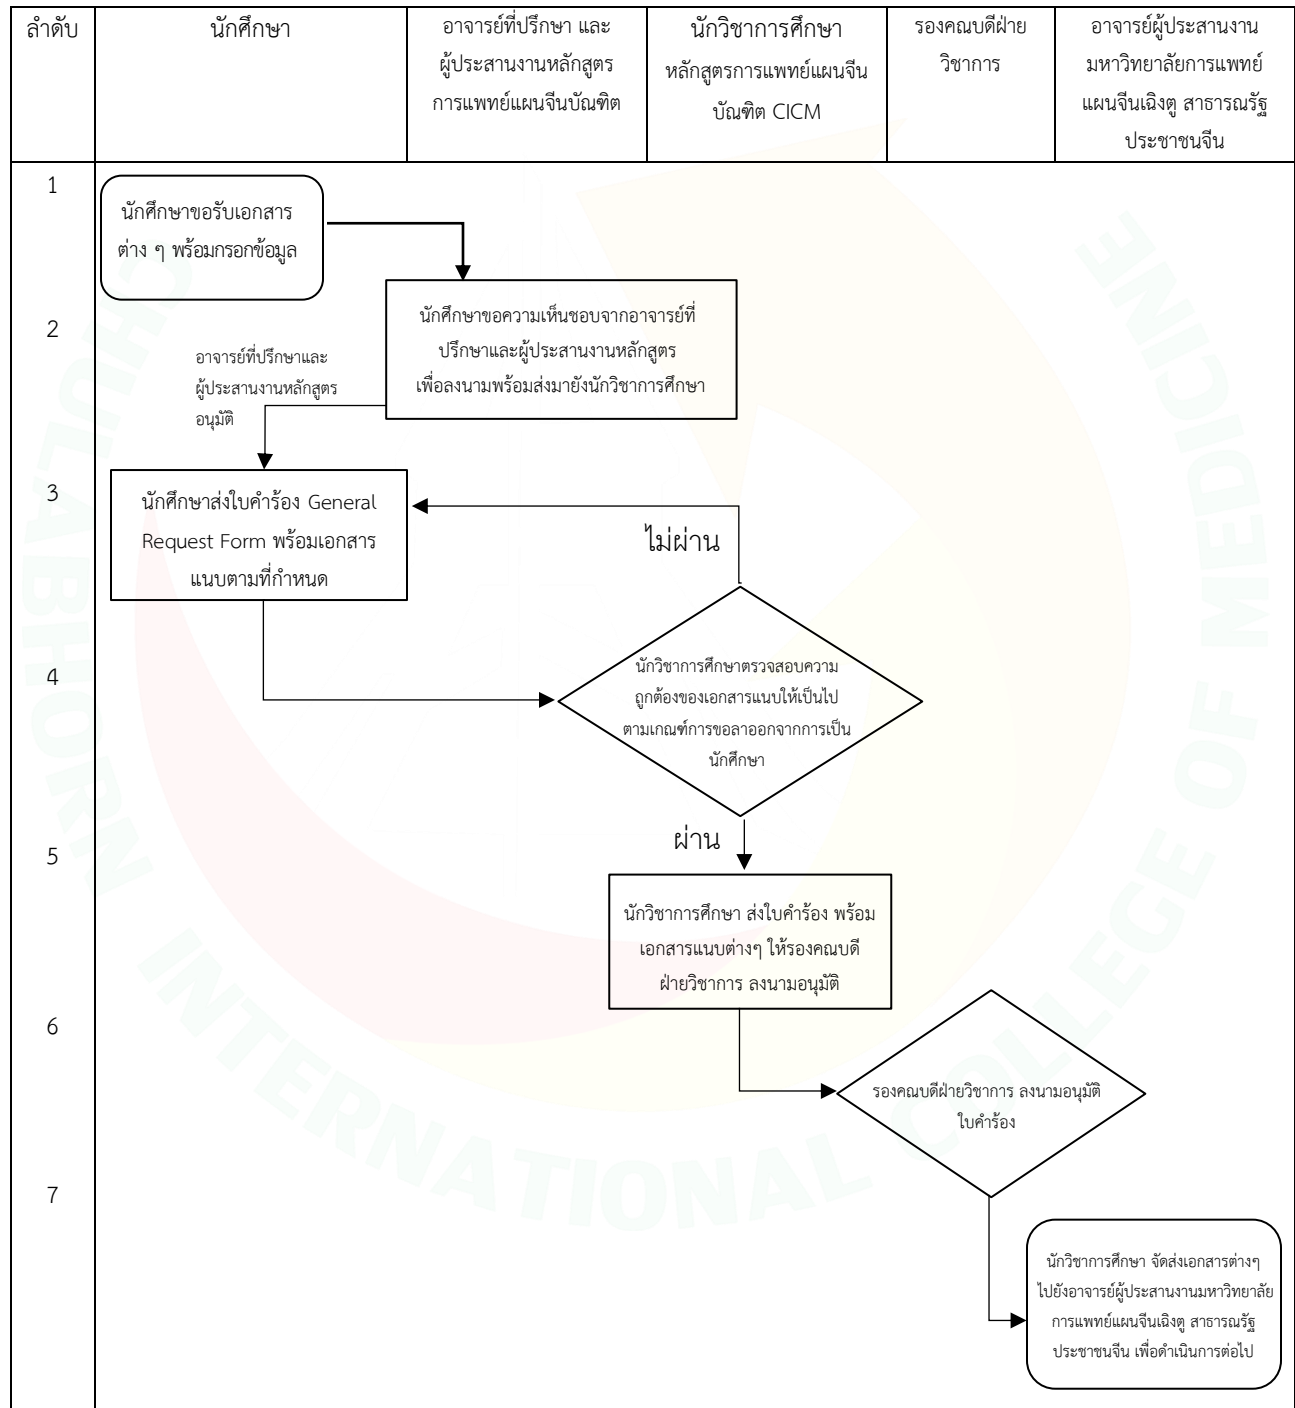 ลำดับ
นักศึกษา
อาจารย์ที่ปรึกษา และ
ผู้ประสานงานหลักสูตร
การแพทย์แผนจีนบัณฑิต
นักวิชาการศึกษา
หลักสูตรการแพทย์แผนจีน
บัณฑิต CICM
รองคณบดีฝ่าย
วิชาการ
อาจารย์ผู้ประสานงาน
มหาวิทยาลัยการแพทย์
แผนจีนเฉิงตู สาธารณรัฐ
ประชาชนจีน
1
นักศึกษาขอรับเอกสาร
ต่าง ๆ พร้อมกรอกข้อมูล
2
นักศึกษาขอความเห็นชอบจากอาจารย์ที่
ปรึกษาและผู้ประสานงานหลักสูตร
เพื่อลงนามพร้อมส่งมายังนักวิชาการศึกษา
อาจารย์ที่ปรึกษาและ
ผู้ประสานงานหลักสูตร
อนุมัติ
3
นักศึกษาส่งใบคำร้อง General
Request Form พร้อมเอกสาร
แนบตามที่กำหนด
ไม่ผ่าน
4
นักวิชาการศึกษาตรวจสอบความ
ถูกต้องของเอกสารแนบให้เป็นไป
ตามเกณฑ์การขอลาออกจากการเป็น
นักศึกษา
ผ่าน
5
นักวิชาการศึกษา ส่งใบคำร้อง พร้อม
เอกสารแนบต่างๆ ให้รองคณบดี
ฝ่ายวิชาการ ลงนามอนุมัติ
6
รองคณบดีฝ่ายวิชาการ ลงนามอนุมัติ
ใบคำร้อง
7
นักวิชาการศึกษา จัดส่งเอกสารต่างๆ
ไปยังอาจารย์ผู้ประสานงานมหาวิทยาลัย
การแพทย์แผนจีนเฉิงตู สาธารณรัฐ
ประชาชนจีน เพื่อดำเนินการต่อไป
CHULABHORN INTERNATIONAL COLLEGE OF MEDICINE